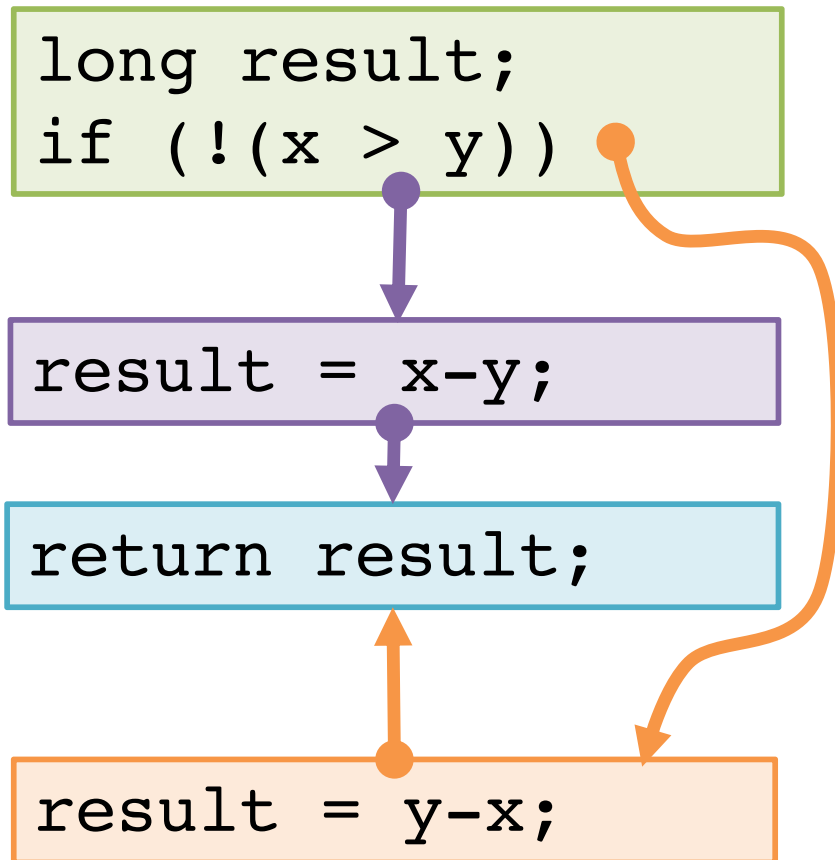 long result;
if (!(x > y))
result = x-y;
return result;
result = y-x;